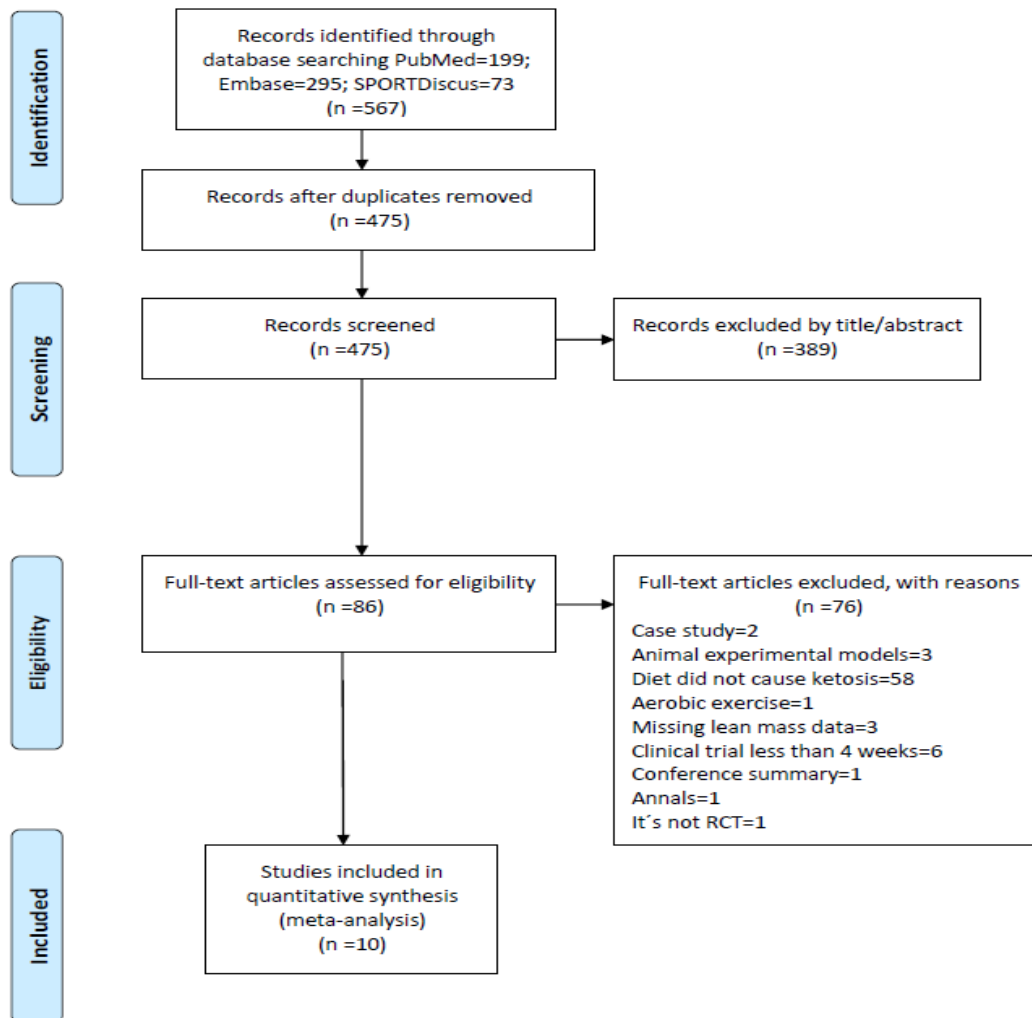 Identification
Records identified through
database searching PubMed=199;
Embase=295; SPORTDiscus=73
(n =567)
Records after duplicates removed
(n =475)
Screening
Records screened
(n =475)
Records excluded by title/abstract
(n =389)
Eligibility
Full-text articles assessed for eligibility
(n =86)
Full-text articles excluded, with reasons
(n =76)
Case study=2
Animal experimental models=3
Diet did not cause ketosis=58
Aerobic exercise=1
Missing lean mass data=3
Clinical trial less than 4 weeks=6
Conference summary=1
Annals=1
It´s not RCT=1
Included
Studies included in
quantitative synthesis
(meta-analysis)
(n =10)